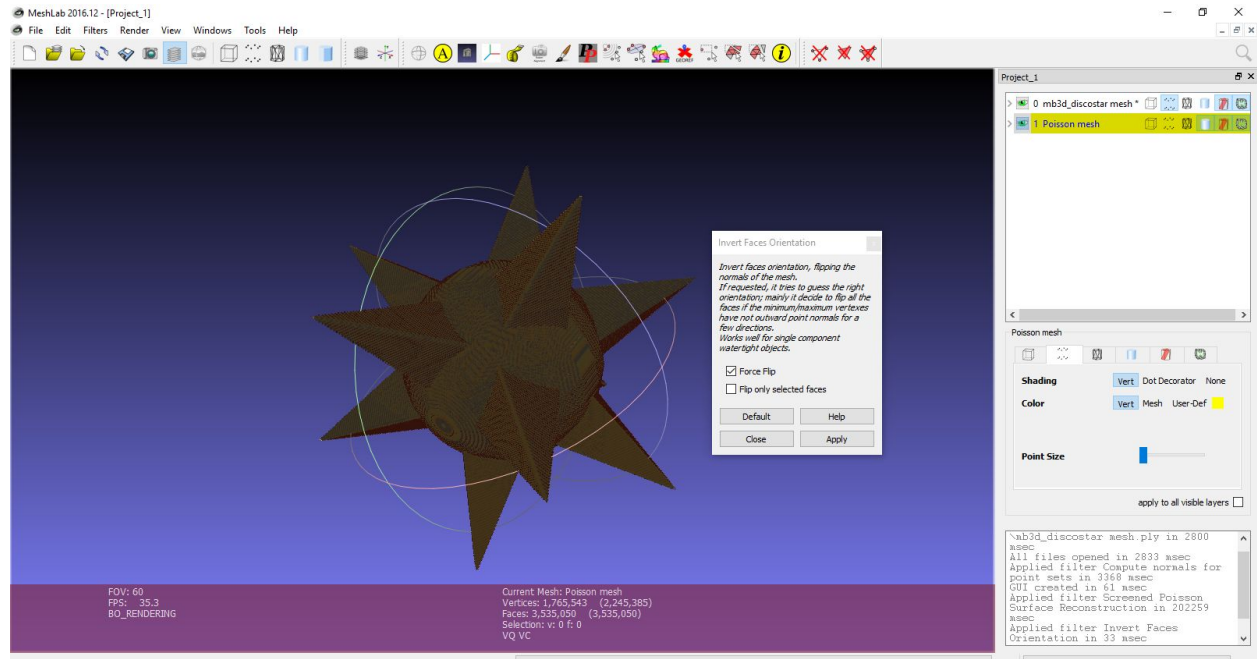 MeshLab 2016.12 - [Project_1]
File Edit Filters Render View Windows Tools Help
A
Pp
GEOREF
i
Project_1
0 mb3d_discostar mesh *
1 Poisson mesh
Invert Faces Orientation
Invert faces orientation, flipping the
normals of the mesh.
If requested, it tries to guess the right
orientation; mainly it decide to flip all the
faces if the minimum/maximum vertexes
have not outward point normals for a
few directions.
Works well for single component
watertight objects.
Force Flip
Flip only selected faces
Default Help
Close Apply
Poisson mesh
Shading Vert Dot Decorator None
Color Vert Mesh User-Def
Point Size
apply to all visible layers
\mb3d_discostar mesh.ply in 2800
msec
All files opened in 2833 msec
Applied filter Compute normals for
point sets in 3368 msec
GUI created in 61 msec
Applied filter Screened Poisson
Surface Reconstruction in 202259
msec
Applied filter Invert Faces
Orientation in 33 msec
FOV: 60
FPS: 35.3
BO_RENDERING
Current Mesh: Poisson mesh
Vertices: 1,765,543 (2,245,385)
Faces: 3,535,050 (3,535,050)
Selection: v: 0 f: 0
VQ VC